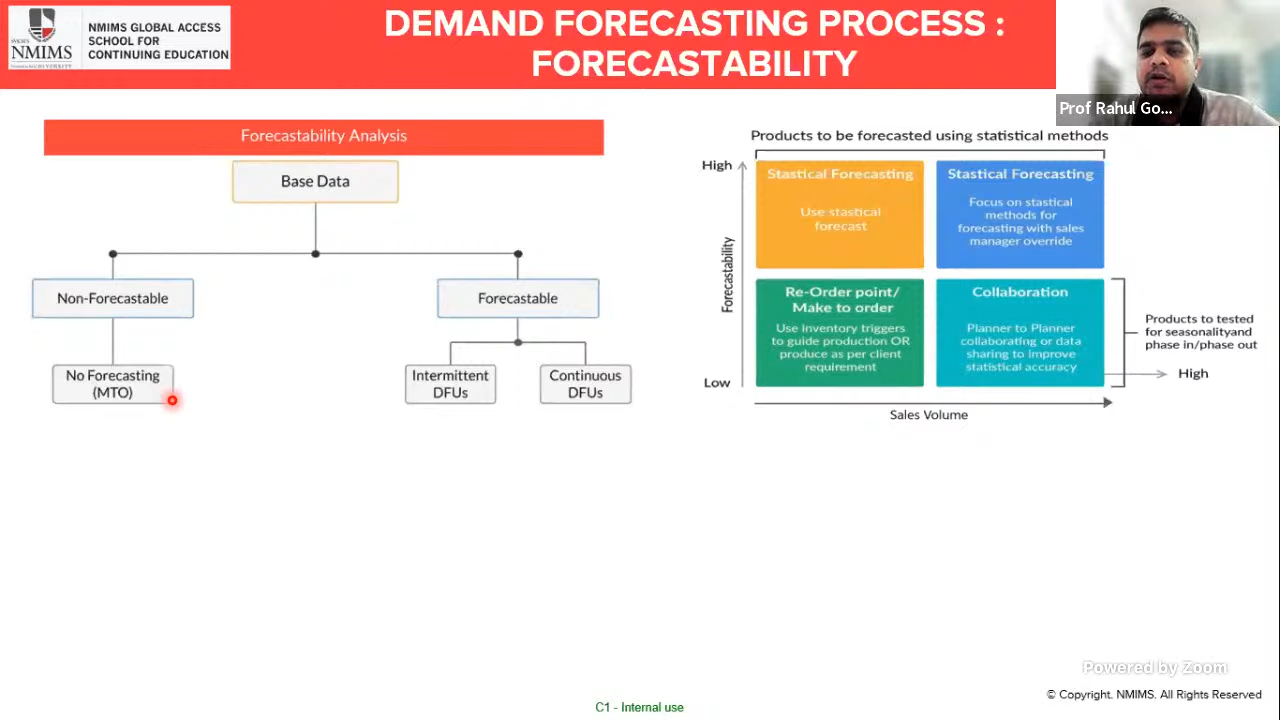 DEMAND FORECASTING PROCESS :
FORECASTABILITY
NMIMS
NMIMS GLOBAL ACCESS
SCHOOL FOR
CONTINUING EDUCATION
Prof Rahul Go...
Forecastability Analysis
Base Data
Non-Forecastable
Forecastable
No Forecasting
(MTO)
Intermittent
DFUs
Continuous
DFUs
Products to be forecasted using statistical methods
High
Forecastability
Low
Stastical Forecasting
Use stastical
forecast
Stastical Forecasting
Focus on stastical
methods for
forecasting with sales
manager override
Re-Order point/
Make to order
Use inventory triggers
to guide production OR
produce as per client
requirement
Collaboration
Planner to Planner
collaborating or data
sharing to improve
statistical accuracy
Products to tested
for seasonalityand
phase in/phase out
High
Sales Volume
Powered by Zoom
© Copyright. NMIMS. All Rights Reserved
C1 - Internal use